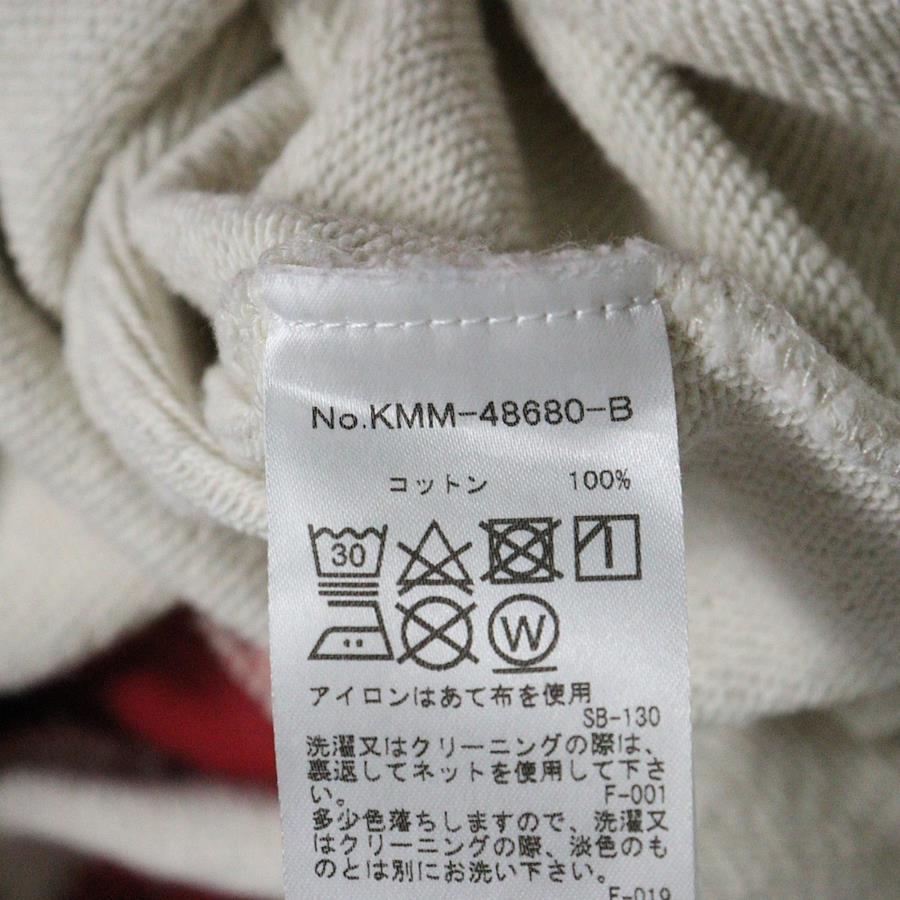 No.KMM-48680-B
コットン 100%
30
W
アイロンはあて布を使用
SB-130
洗濯又はクリーニングの際は、
裏返してネットを使用して下さ
い。 F-001
多少色落ちしますので、洗濯又
はクリーニングの際、淡色のも
のとは別にお洗い下さい。
F-019